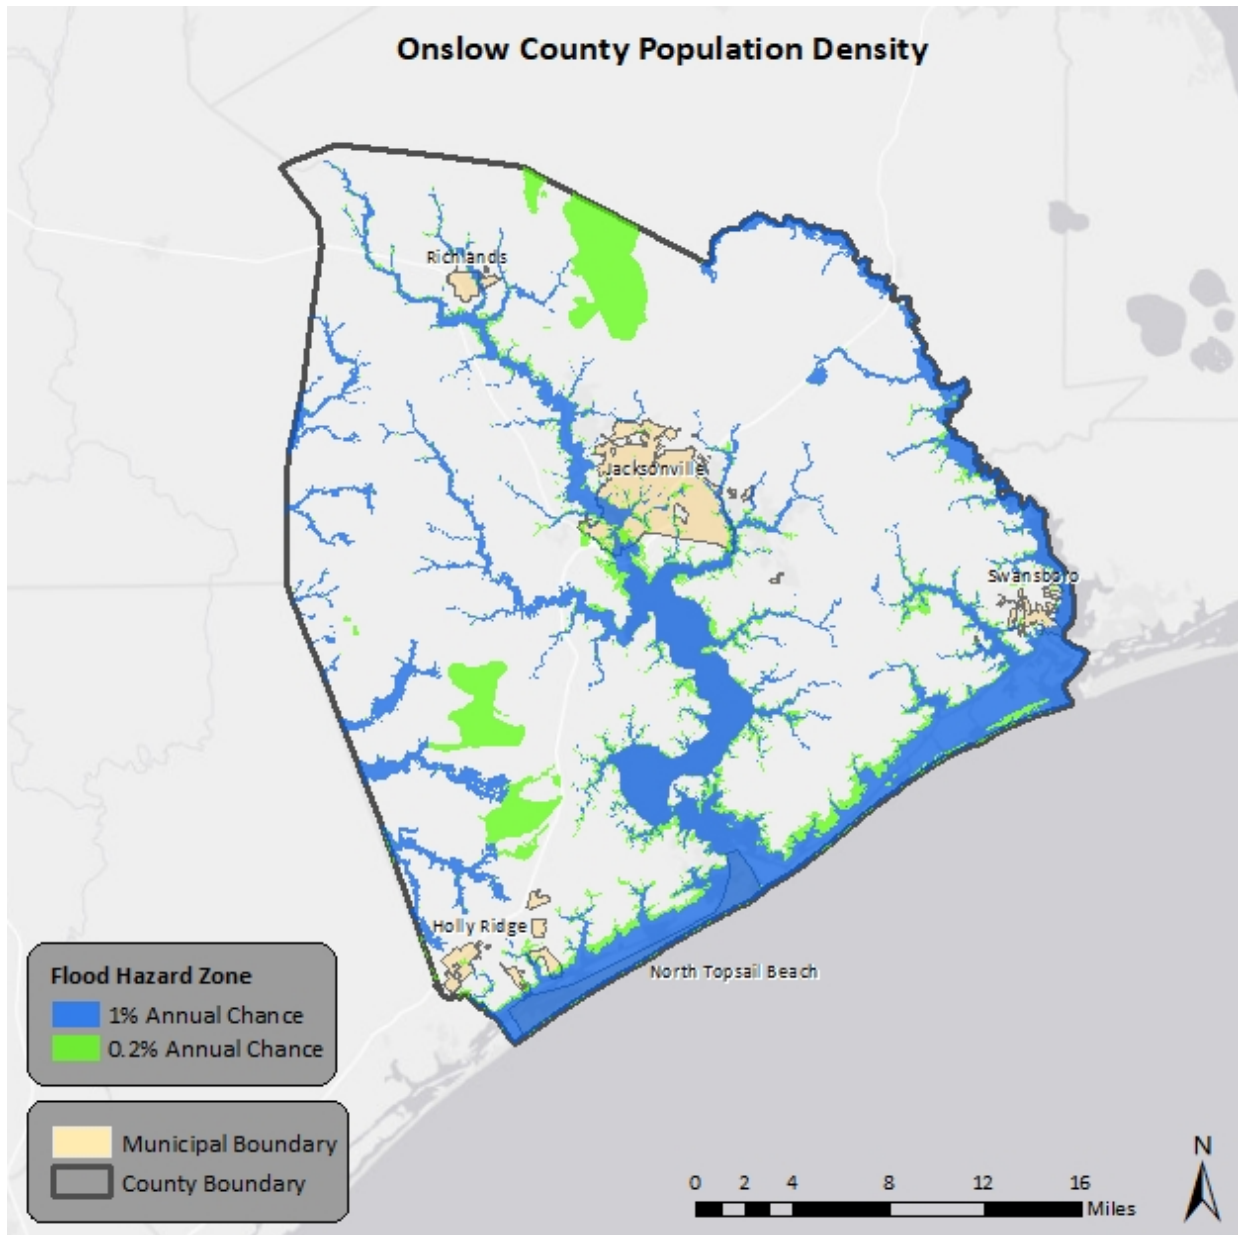 Onslow County Population Density
Richlands
Jacksonville
Swansboro
Holly Ridge
North Topsail Beach
Flood Hazard Zone
1% Annual Chance
0.2% Annual Chance
Municipal Boundary
County Boundary
0 2 4 8 12 16
Miles
N